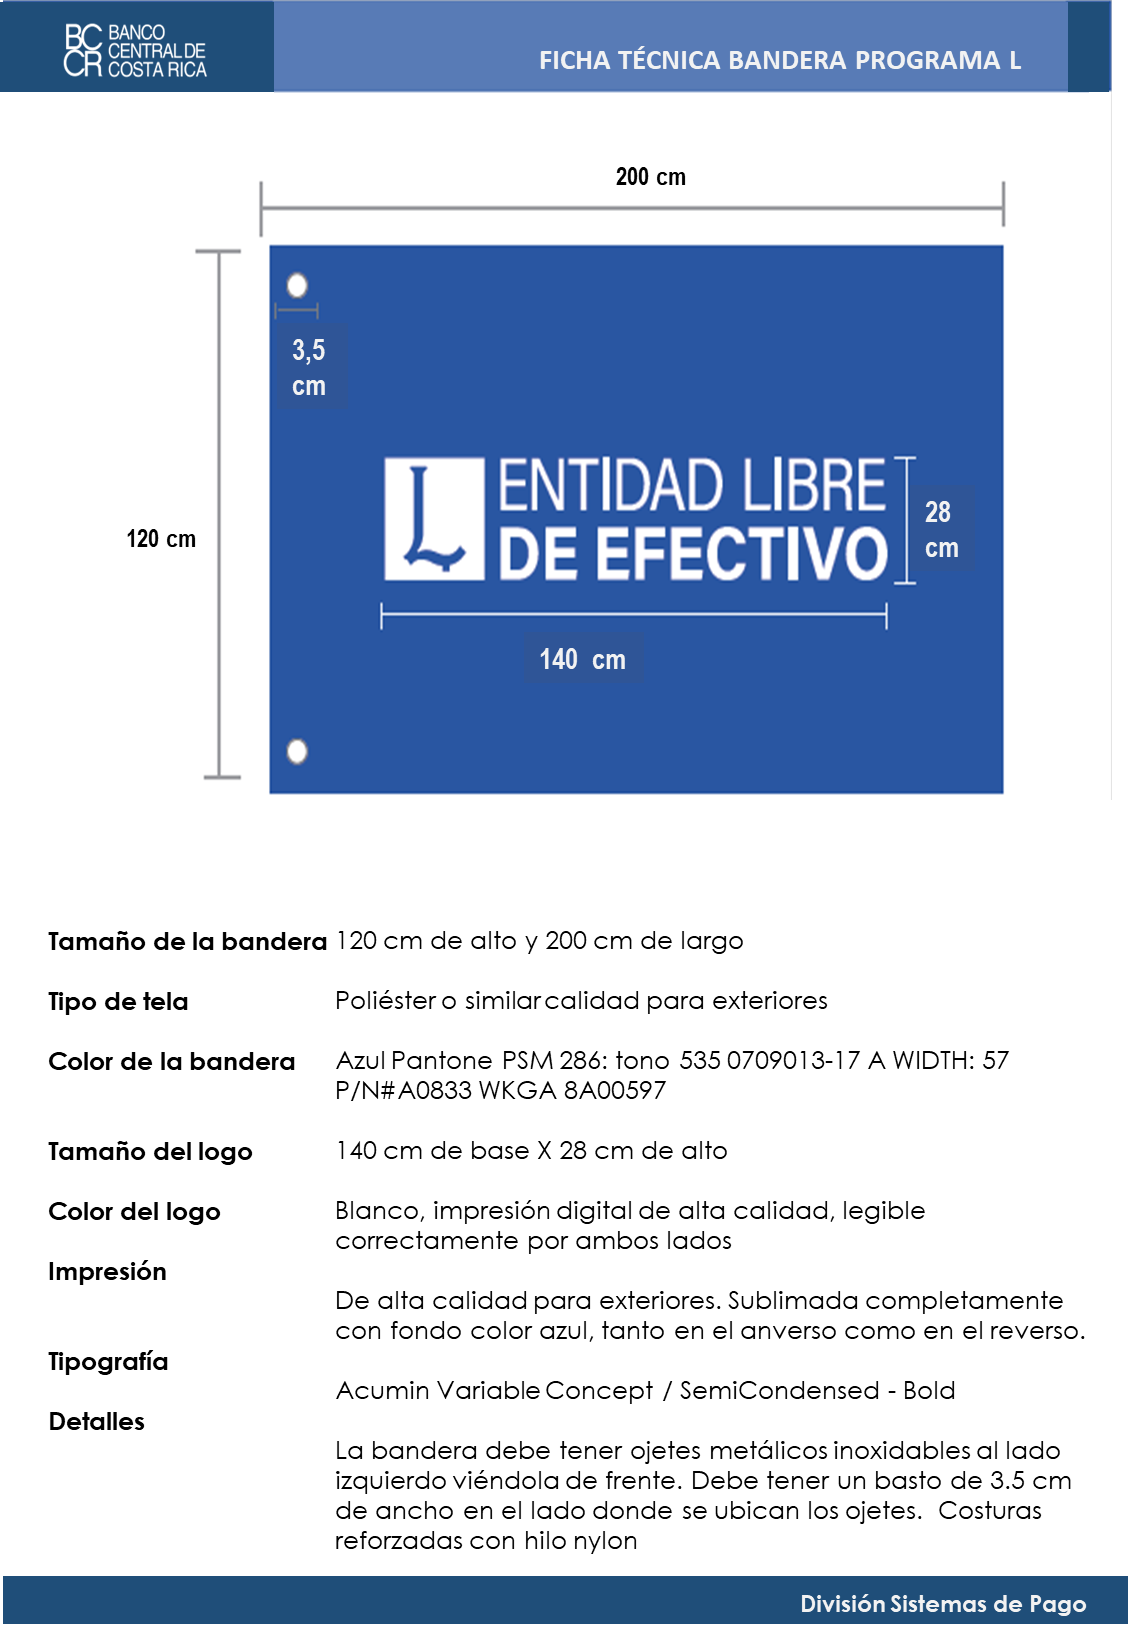 BC
CR
BANCO
CENTRAL DE
COSTA RICA
FICHA TÉCNICA BANDERA PROGRAMA L
200 cm
3,5
cm
120 cm
L
ENTIDAD LIBRE
DE EFECTIVO
28
cm
140 cm
Tamaño de la bandera 120 cm de alto y 200 cm de largo
Tipo de tela Poliéster o similar calidad para exteriores
Color de la bandera Azul Pantone PSM 286: tono 535 0709013-17 A WIDTH: 57
P/N#A0833 WKGA 8A00597
Tamaño del logo 140 cm de base X 28 cm de alto
Color del logo Blanco, impresión digital de alta calidad, legible
correctamente por ambos lados
Impresión
De alta calidad para exteriores. Sublimada completamente
con fondo color azul, tanto en el anverso como en el reverso.
Tipografía
Acumin Variable Concept / SemiCondensed - Bold
Detalles
La bandera debe tener ojetes metálicos inoxidables al lado
izquierdo viéndola de frente. Debe tener un basto de 3.5 cm
de ancho en el lado donde se ubican los ojetes. Costuras
reforzadas con hilo nylon
División Sistemas de Pago